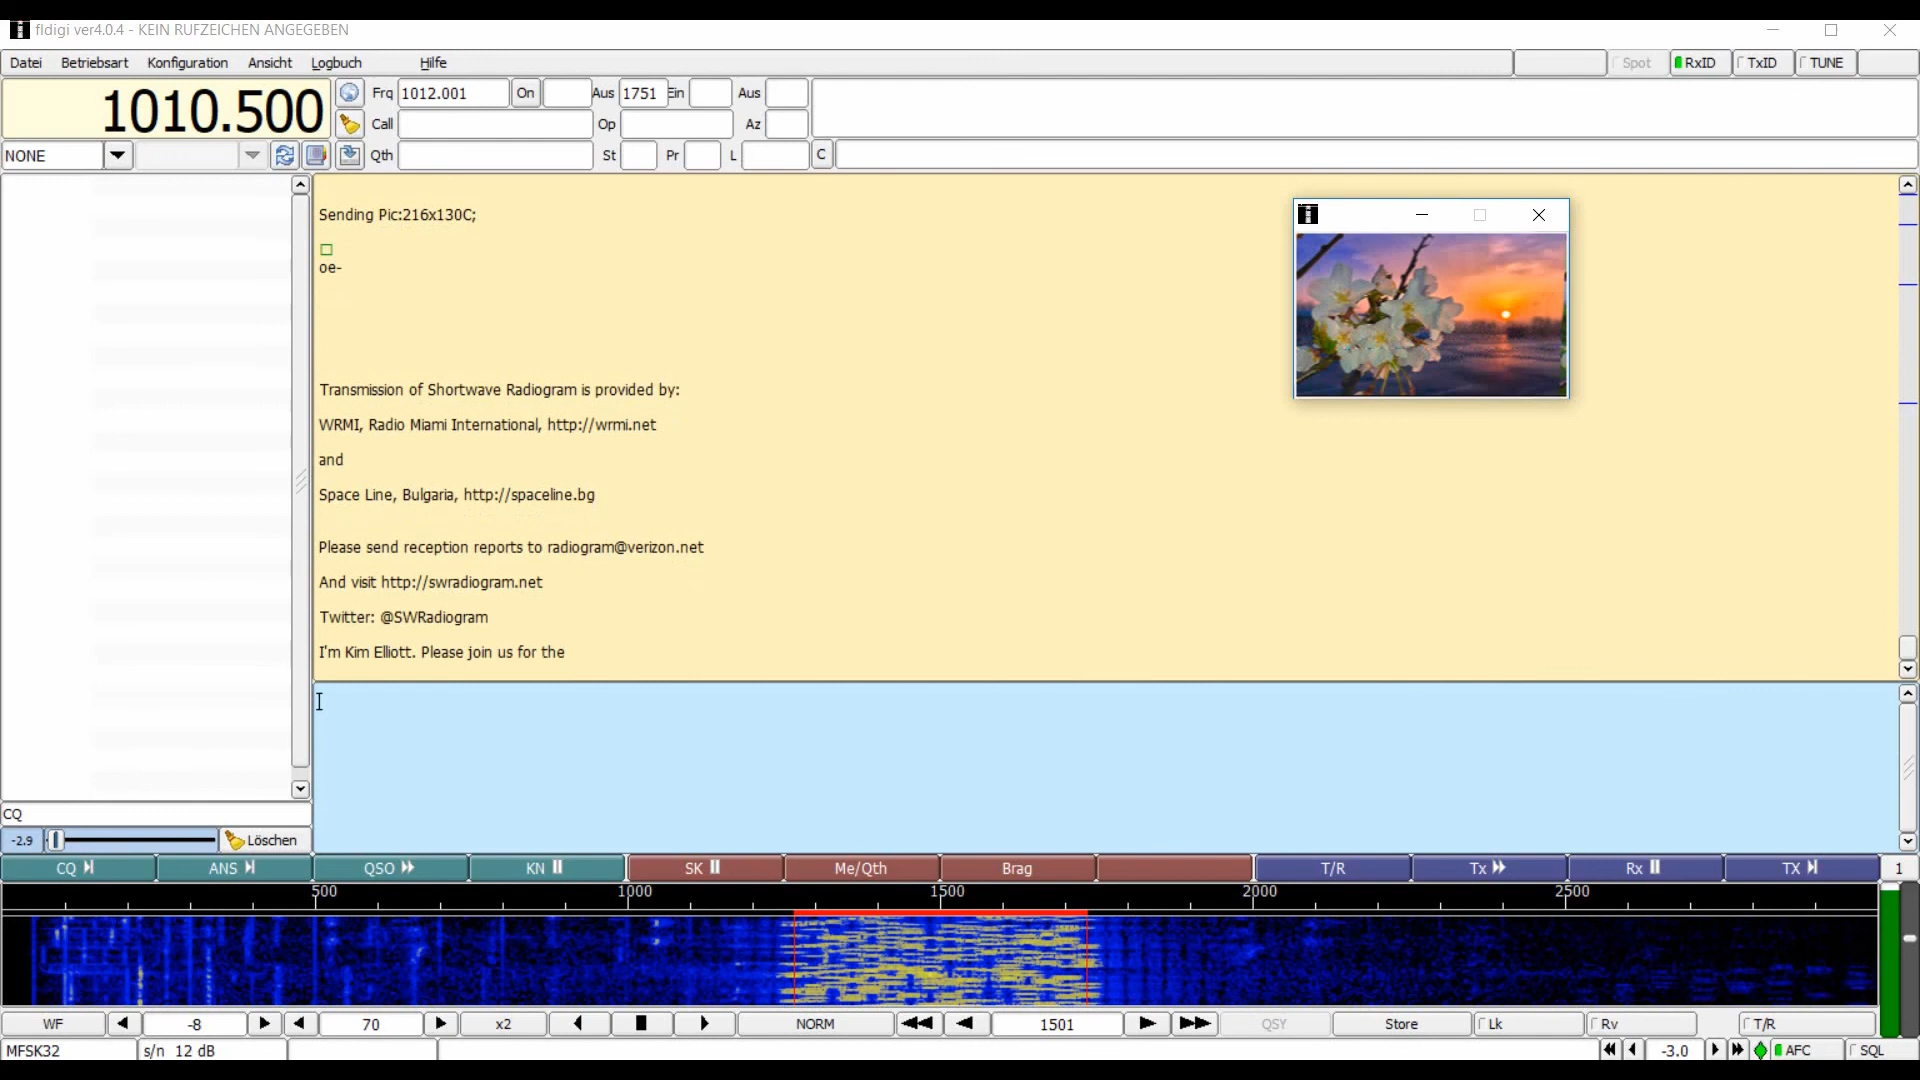 fldigi ver4.0.4 - KEIN RUFZEICHEN ANGEGEBEN
Datei Betriebsart Konfiguration Ansicht Logbuch Hilfe Spot RxID TxID TUNE
1010.500 Frq 1012.001 On Aus 1751 Ein Aus
Call Op Az
NONE Qth St Pr L C
Sending Pic:216x130C;
oe-
Transmission of Shortwave Radiogram is provided by:
WRMI, Radio Miami International, http://wrmi.net
and
Space Line, Bulgaria, http://spaceline.bg
Please send reception reports to radiogram@verizon.net
And visit http://swradiogram.net
Twitter: @SWRadiogram
I'm Kim Elliott. Please join us for the
CQ
-2.9 Löschen
CQ ANS QSO KN SK Me/Qth Brag T/R Tx Rx TX 1
500 1000 1500 2000 2500
WF -8 70 x2 NORM 1501 QSY Store Lk Rv T/R
MFSK32 s/n 12 dB -3.0 AFC SQL